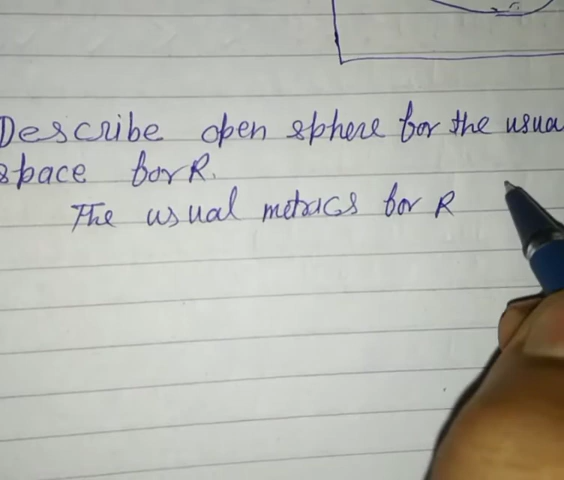 Describe open sphere for the usua
space for R.
The usual metrics for R